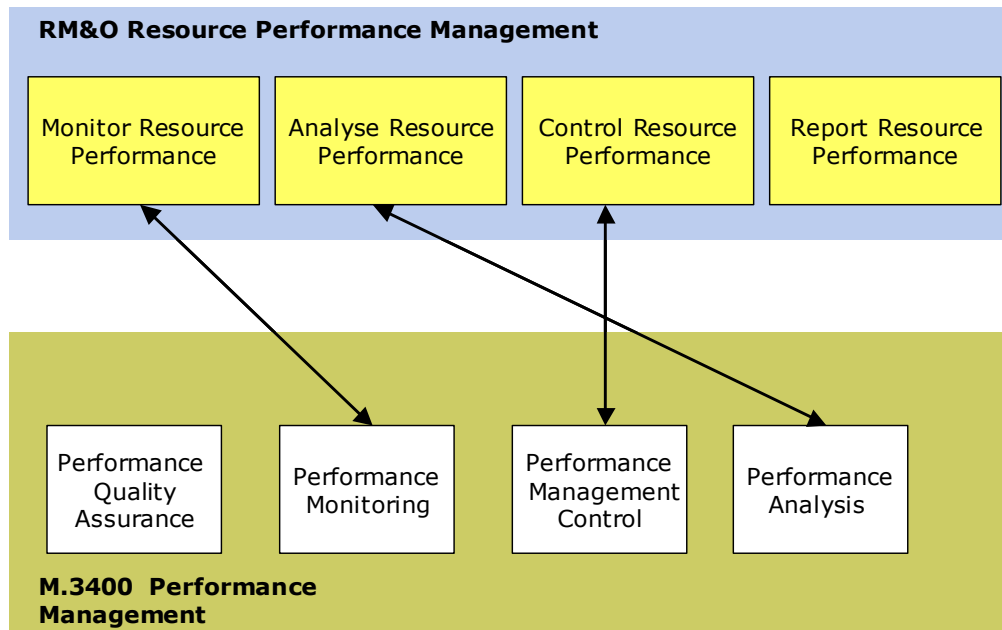 RM&O Resource Performance Management
Monitor Resource
Performance
Analyse Resource
Performance
Control Resource
Performance
Report Resource
Performance
Performance
Quality
Assurance
Performance
Monitoring
Performance
Management
Control
Performance
Analysis
M.3400 Performance
Management